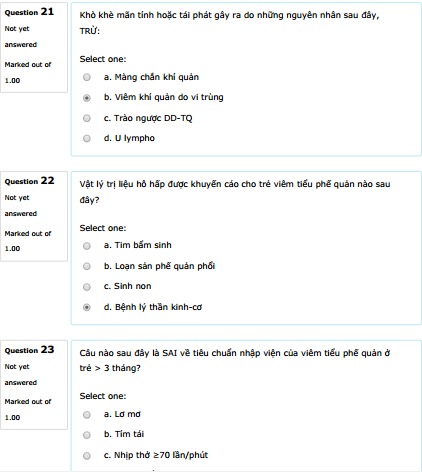 Question 21
Not yet
answered
Marked out of
1.00
Khò khè mãn tính hoặc tái phát gây ra do những nguyên nhân sau đây,
TRỪ:
Select one:
a. Màng chắn khí quản
b. Viêm khí quản do vi trùng
c. Trào ngược DD-TQ
d. U lympho
Question 22
Not yet
answered
Marked out of
1.00
Vật lý trị liệu hô hấp được khuyến cáo cho trẻ viêm tiểu phế quản nào sau
đây?
Select one:
a. Tim bẩm sinh
b. Loạn sản phế quản phổi
c. Sinh non
d. Bệnh lý thần kinh-cơ
Question 23
Not yet
answered
Marked out of
1.00
Câu nào sau đây là SAI về tiêu chuẩn nhập viện của viêm tiểu phế quản ở
trẻ > 3 tháng?
Select one:
a. Lơ mơ
b. Tím tái
c. Nhịp thở ≥70 lần/phút